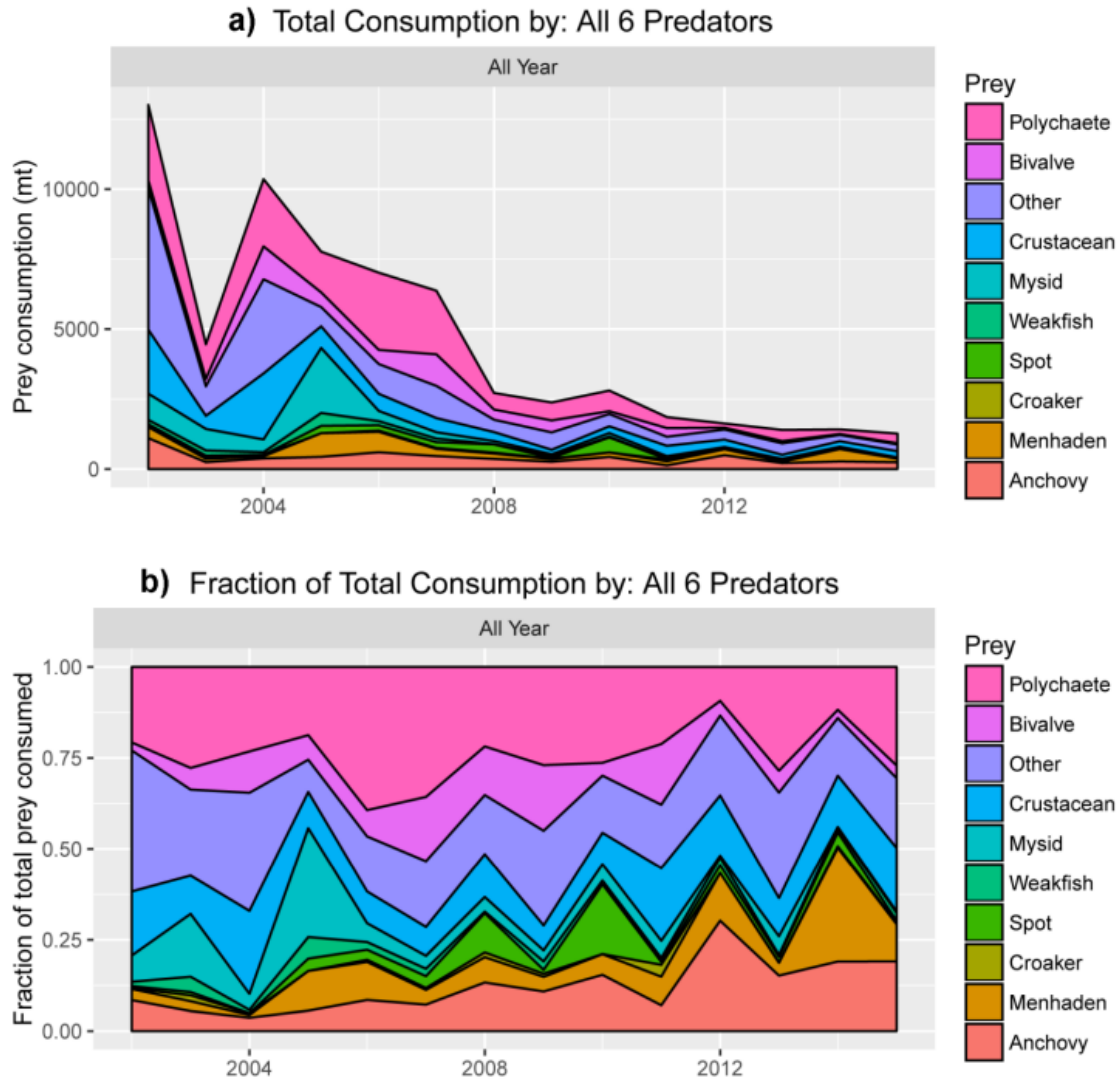 a) Total Consumption by: All 6 Predators
All Year
Prey consumption (mt)
10000
5000
0
2004
2008
2012
Prey
Polychaete
Bivalve
Other
Crustacean
Mysid
Weakfish
Spot
Croaker
Menhaden
Anchovy
b) Fraction of Total Consumption by: All 6 Predators
All Year
Fraction of total prey consumed
1.00
0.75
0.50
0.25
0.00
2004
2008
2012
Prey
Polychaete
Bivalve
Other
Crustacean
Mysid
Weakfish
Spot
Croaker
Menhaden
Anchovy